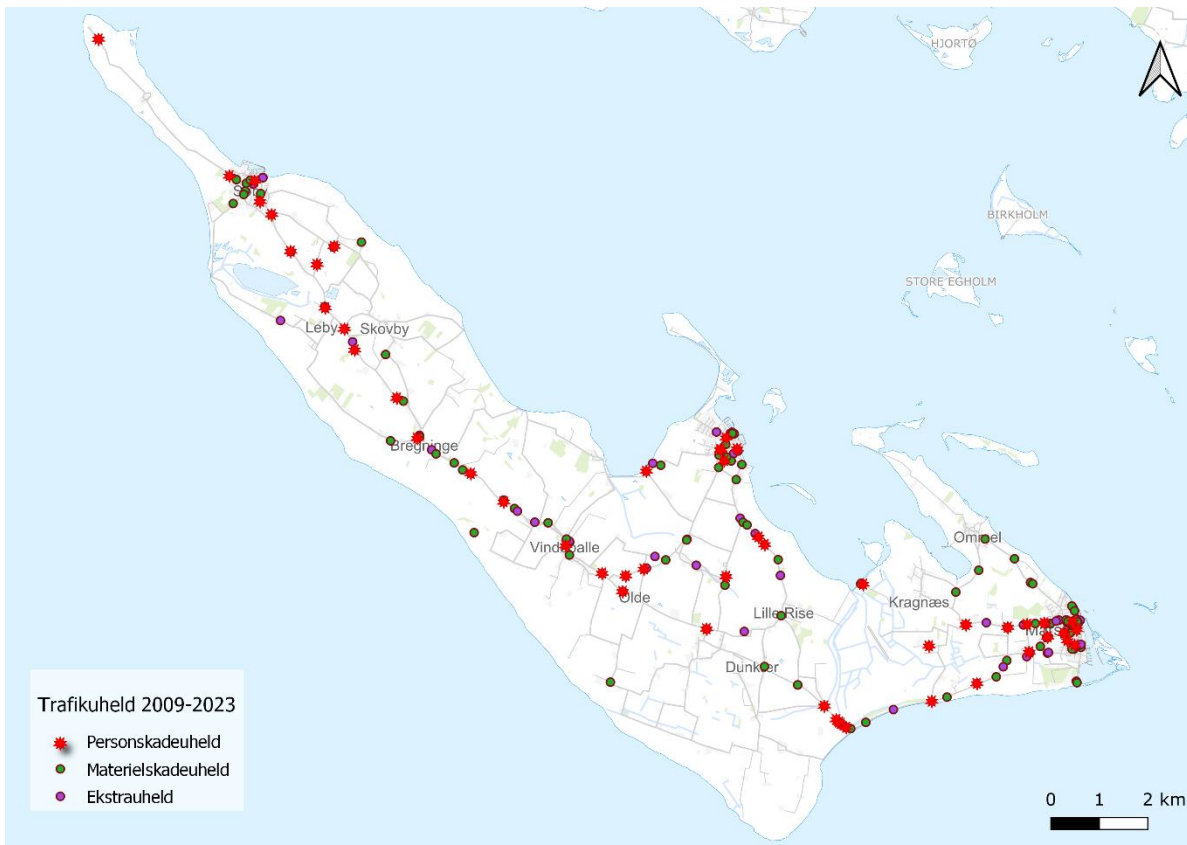 HJORTØ
BIRKHOLM
STORE EGHOLM
Leby
Skovby
Bregninge
Ommel
Olde
Kragnæs
Lille Rise
Dunkær
Trafikuheld 2009-2023
Personskadeuheld
Materielskadeuheld
Ekstrauheld
0 1 2 km